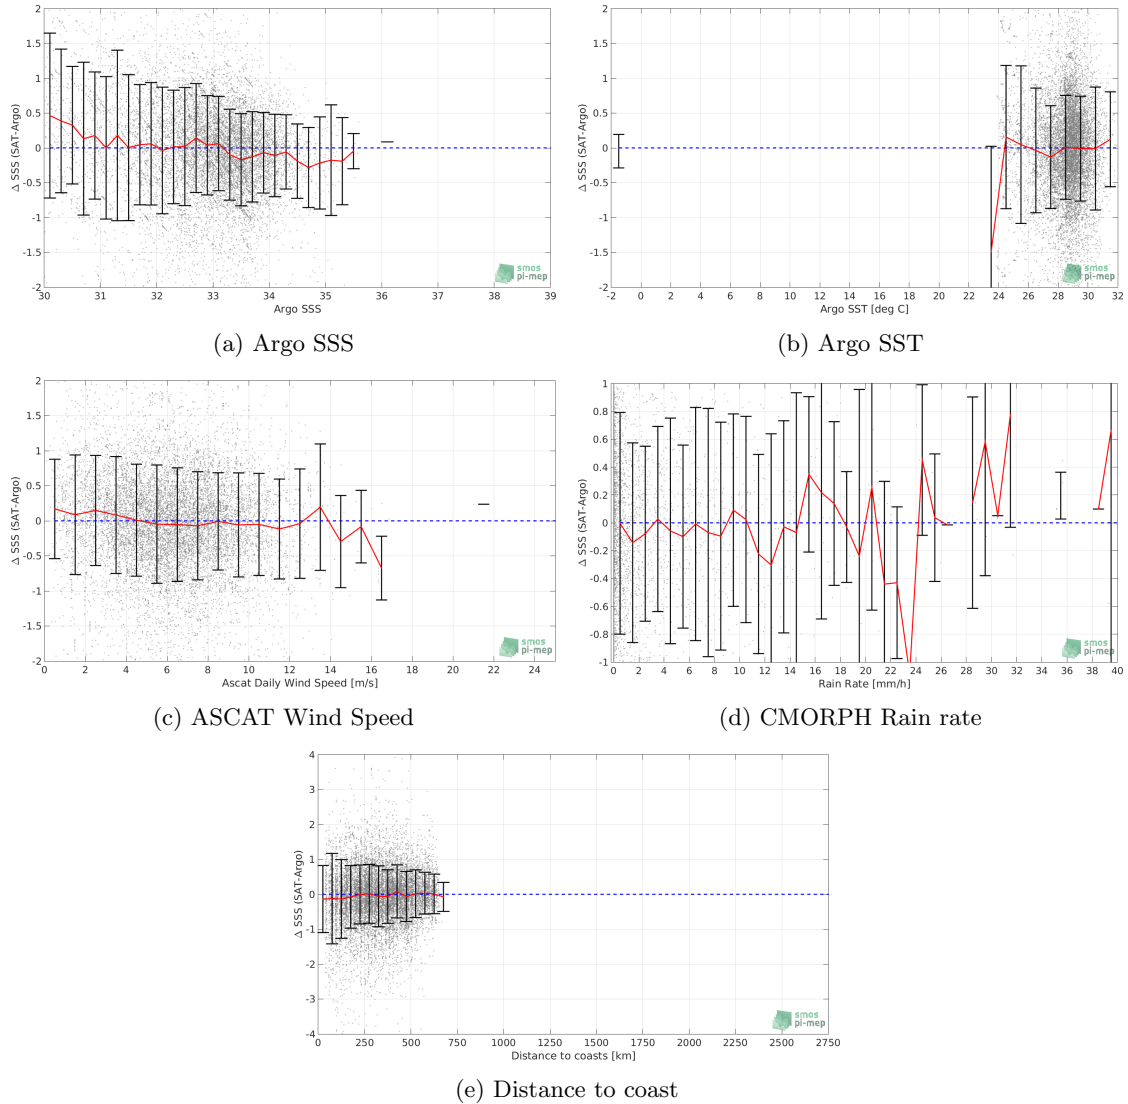 2
1.5
1
0.5
0
-0.5
-1
-1.5
-2
Δ SSS (SAT-Argo)
30 31 32 33 34 35 36 37 38 39
Argo SSS
smos
pi-mep
(a) Argo SSS
2
1.5
1
0.5
0
-0.5
-1
-1.5
-2
Δ SSS (SAT-Argo)
-2 0 2 4 6 8 10 12 14 16 18 20 22 24 26 28 30 32
Argo SST [deg C]
smos
pi-mep
(b) Argo SST
2
1.5
1
0.5
0
-0.5
-1
-1.5
-2
Δ SSS (SAT-Argo)
0 2 4 6 8 10 12 14 16 18 20 22 24
Ascat Daily Wind Speed [m/s]
smos
pi-mep
(c) ASCAT Wind Speed
1
0.8
0.6
0.4
0.2
0
-0.2
-0.4
-0.6
-0.8
-1
Δ SSS (SAT-Argo)
0 2 4 6 8 10 12 14 16 18 20 22 24 26 28 30 32 34 36 38 40
Rain Rate [mm/h]
smos
pi-mep
(d) CMORPH Rain rate
4
3
2
1
0
-1
-2
-3
-4
Δ SSS (SAT-Argo)
0 250 500 750 1000 1250 1500 1750 2000 2250 2500 2750
Distance to coasts [km]
smos
pi-mep
(e) Distance to coast